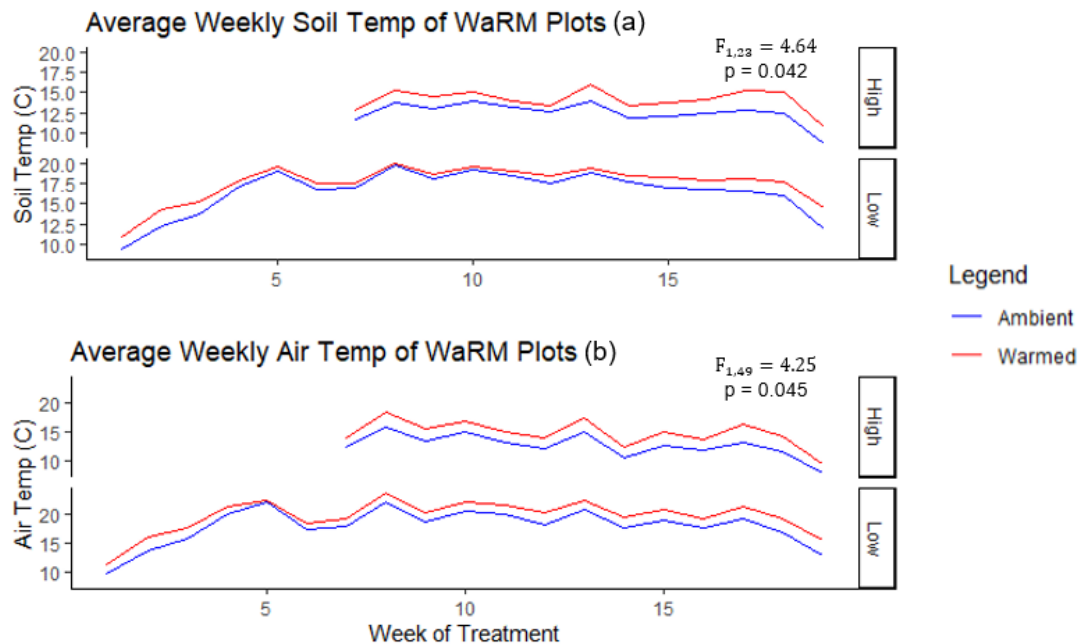 Average Weekly Soil Temp of WaRM Plots (a)
F1,23 = 4.64
p = 0.042
Soil Temp (C)
20.0
17.5
15.0
12.5
10.0
High
20.0
17.5
15.0
12.5
10.0
Low
5
10
15
Legend
Ambient
Warmed
Average Weekly Air Temp of WaRM Plots (b)
F1,49 = 4.25
p = 0.045
Air Temp (C)
20
15
10
High
20
15
10
Low
5
10
15
Week of Treatment